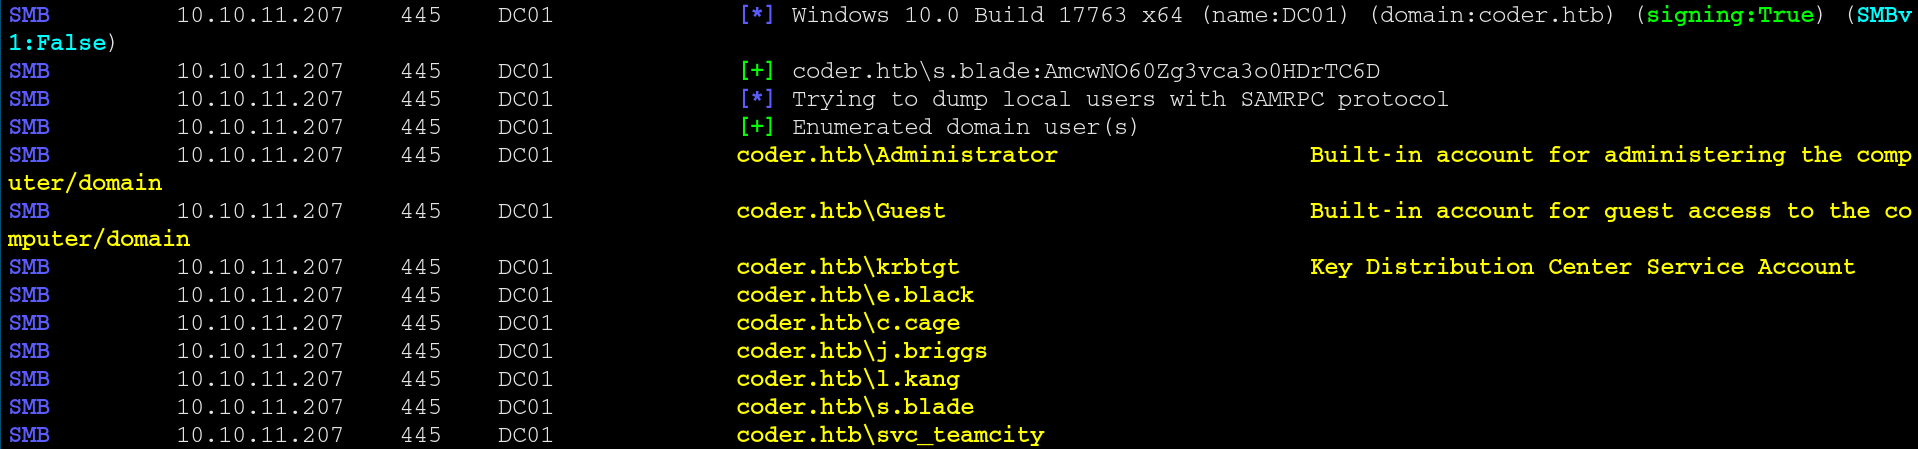 SMB 10.10.11.207 445 DC01 [*] Windows 10.0 Build 17763 x64 (name:DC01) (domain:coder.htb) (signing:True) (SMBv
1:False)
SMB 10.10.11.207 445 DC01 [+] coder.htb\s.blade:AmcwNO60Zg3vca3o0HDrTC6D
SMB 10.10.11.207 445 DC01 [*] Trying to dump local users with SAMRPC protocol
SMB 10.10.11.207 445 DC01 [+] Enumerated domain user(s)
SMB 10.10.11.207 445 DC01 coder.htb\Administrator Built-in account for administering the comp
uter/domain
SMB 10.10.11.207 445 DC01 coder.htb\Guest Built-in account for guest access to the co
mputer/domain
SMB 10.10.11.207 445 DC01 coder.htb\krbtgt Key Distribution Center Service Account
SMB 10.10.11.207 445 DC01 coder.htb\e.black
SMB 10.10.11.207 445 DC01 coder.htb\c.cage
SMB 10.10.11.207 445 DC01 coder.htb\j.briggs
SMB 10.10.11.207 445 DC01 coder.htb\l.kang
SMB 10.10.11.207 445 DC01 coder.htb\s.blade
SMB 10.10.11.207 445 DC01 coder.htb\svc_teamcity